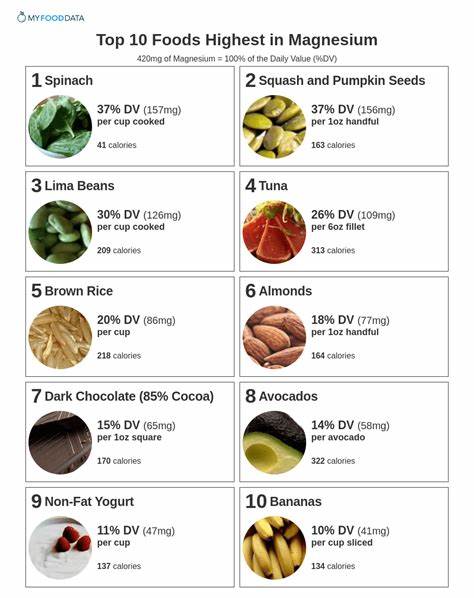 MYFOODDATA
Top 10 Foods Highest in Magnesium
420mg of Magnesium = 100% of the Daily Value (%DV)
1 Spinach
37% DV (157mg)
per cup cooked
41 calories
2 Squash and Pumpkin Seeds
37% DV (156mg)
per 1oz handful
163 calories
3 Lima Beans
30% DV (126mg)
per cup cooked
209 calories
4 Tuna
26% DV (109mg)
per 6oz fillet
313 calories
5 Brown Rice
20% DV (86mg)
per cup
218 calories
6 Almonds
18% DV (77mg)
per 1oz handful
164 calories
7 Dark Chocolate (85% Cocoa)
15% DV (65mg)
per 1oz square
170 calories
8 Avocados
14% DV (58mg)
per avocado
322 calories
9 Non-Fat Yogurt
11% DV (47mg)
per cup
137 calories
10 Bananas
10% DV (41mg)
per cup sliced
134 calories